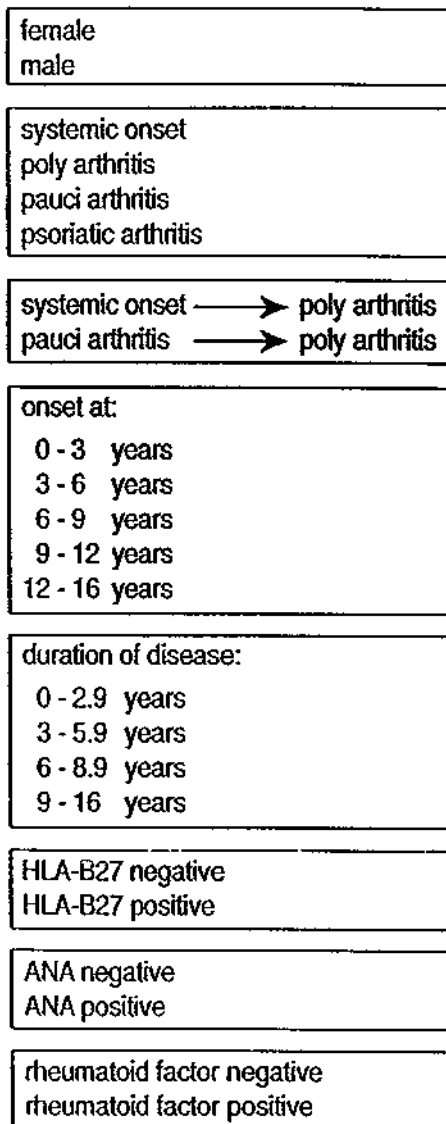 female
male
systemic onset
poly arthritis
pauci arthritis
psoriatic arthritis
systemic onset → poly arthritis
pauci arthritis → poly arthritis
onset at:
0 - 3 years
3 - 6 years
6 - 9 years
9 - 12 years
12 - 16 years
duration of disease:
0 - 2.9 years
3 - 5.9 years
6 - 8.9 years
9 - 16 years
HLA-B27 negative
HLA-B27 positive
ANA negative
ANA positive
rheumatoid factor negative
rheumatoid factor positive